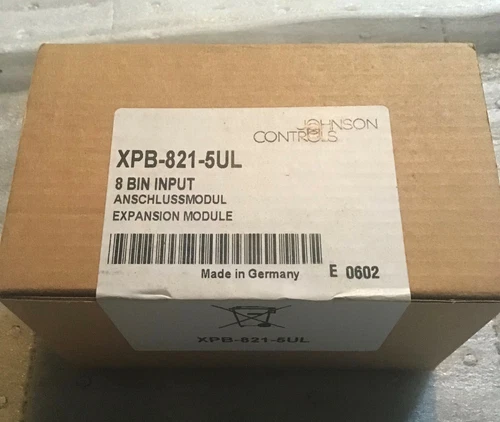 JOHNSON
CONTROLS
XPB-821-5UL
8 BIN INPUT
ANSCHLUSSMODUL
EXPANSION MODULE
Made in Germany
E 0602
XPB-821-5UL